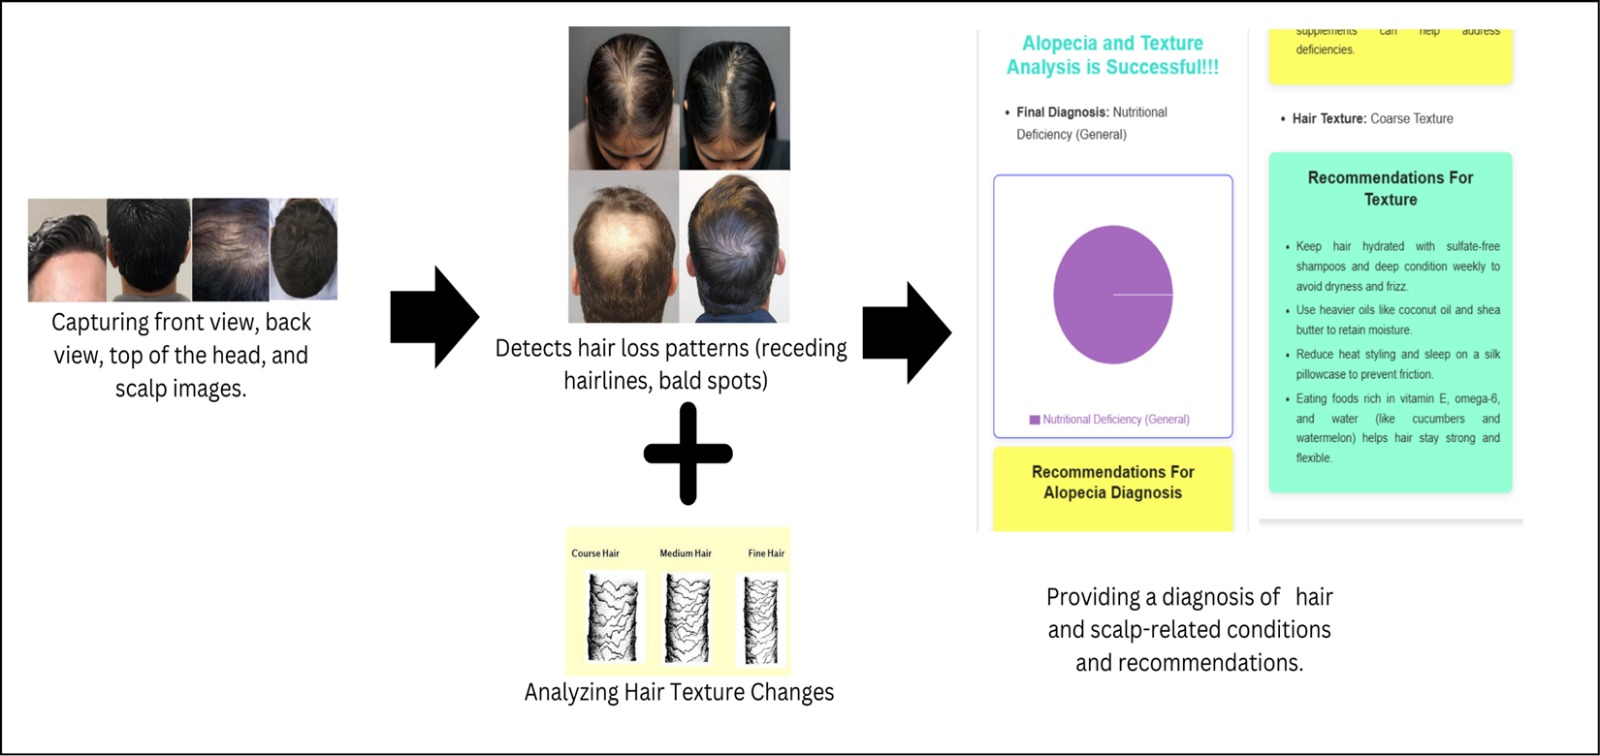 Capturing front view, back
view, top of the head, and
scalp images.
Detects hair loss patterns (receding
hairlines, bald spots)
Course Hair
Medium Hair
Fine Hair
Analyzing Hair Texture Changes
Alopecia and Texture
Analysis is Successful!!!
• Final Diagnosis: Nutritional
Deficiency (General)
Nutritional Deficiency (General)
Recommendations For
Alopecia Diagnosis
supplements can help address
deficiencies.
• Hair Texture: Coarse Texture
Recommendations For
Texture
• Keep hair hydrated with sulfate-free
shampoos and deep condition weekly to
avoid dryness and frizz.
• Use heavier oils like coconut oil and shea
butter to retain moisture.
• Reduce heat styling and sleep on a silk
pillowcase to prevent friction.
• Eating foods rich in vitamin E, omega-6,
and water (like cucumbers and
watermelon) helps hair stay strong and
flexible.
Providing a diagnosis of hair
and scalp-related conditions
and recommendations.